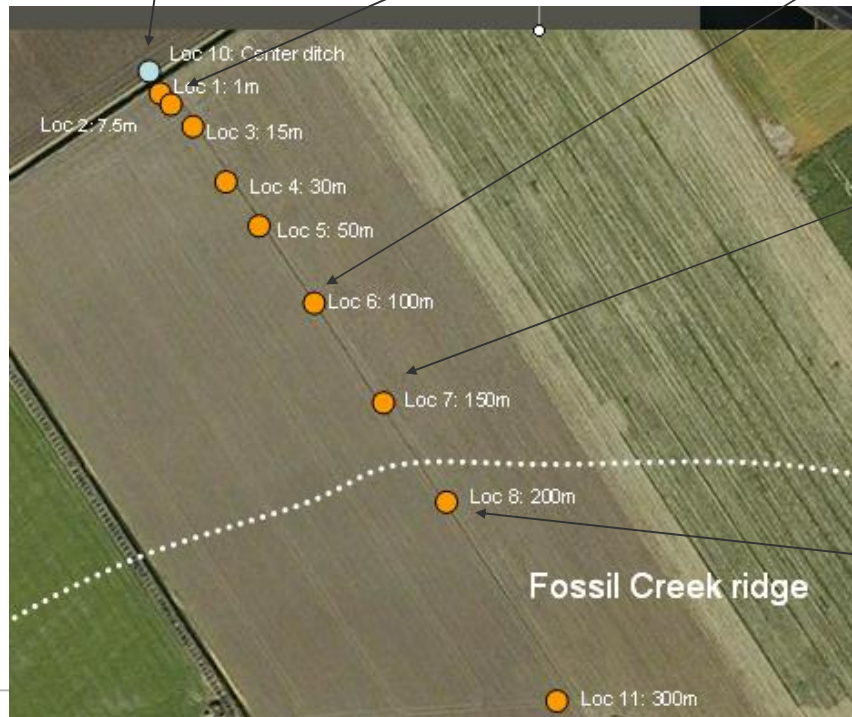 Loc 10: Center ditch
Loc 1: 1m
Loc 2: 7.5m
Loc 3: 15m
Loc 4: 30m
Loc 5: 50m
Loc 6: 100m
Loc 7: 150m
Loc 8: 200m
Fossil Creek ridge
Loc 11: 300m